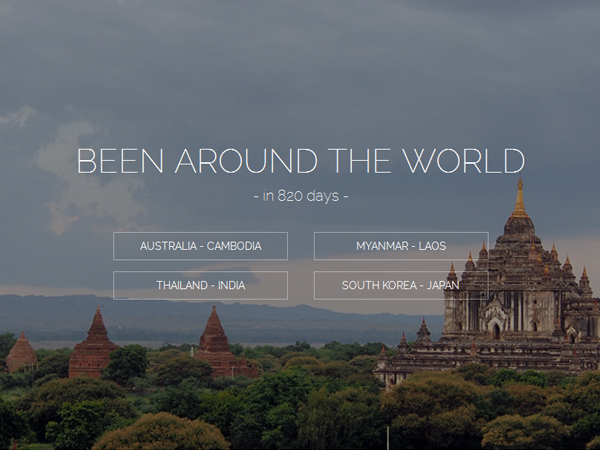 BEEN AROUND THE WORLD
- in 820 days -
AUSTRALIA - CAMBODIA
MYANMAR - LAOS
THAILAND - INDIA
SOUTH KOREA - JAPAN